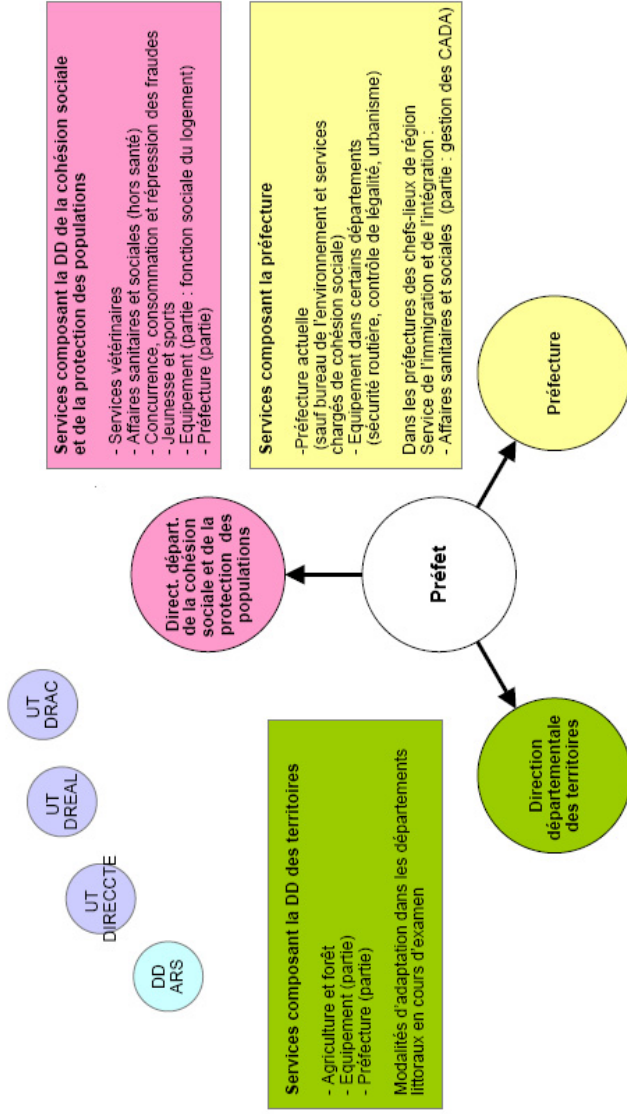 UT
DRAC
UT
DREAL
UT
DIRECCTE
DD
ARS
Services composant la DD de la cohésion sociale
et de la protection des populations
- Services vétérinaires
- Affaires sanitaires et sociales (hors santé)
- Concurrence, consommation et répression des fraudes
- Jeunesse et sports
- Equipement (partie : fonction sociale du logement)
- Préfecture (partie)
Direct. départ.
de la cohésion
sociale et de la
protection des
populations
Services composant la DD des territoires
- Agriculture et forêt
- Equipement (partie)
- Préfecture (partie)
Modalités d'adaptation dans les départements
littoraux en cours d'examen
Services composant la préfecture
-Préfecture actuelle
(sauf bureau de l'environnement et services
chargés de cohésion sociale)
- Equipement dans certains départements
(sécurité routière, contrôle de légalité, urbanisme)
Dans les préfectures des chefs-lieux de région
Service de l'immigration et de l'intégration :
- Affaires sanitaires et sociales (partie : gestion des CADA)
Préfet
Direction
départementale
des territoires
Préfecture